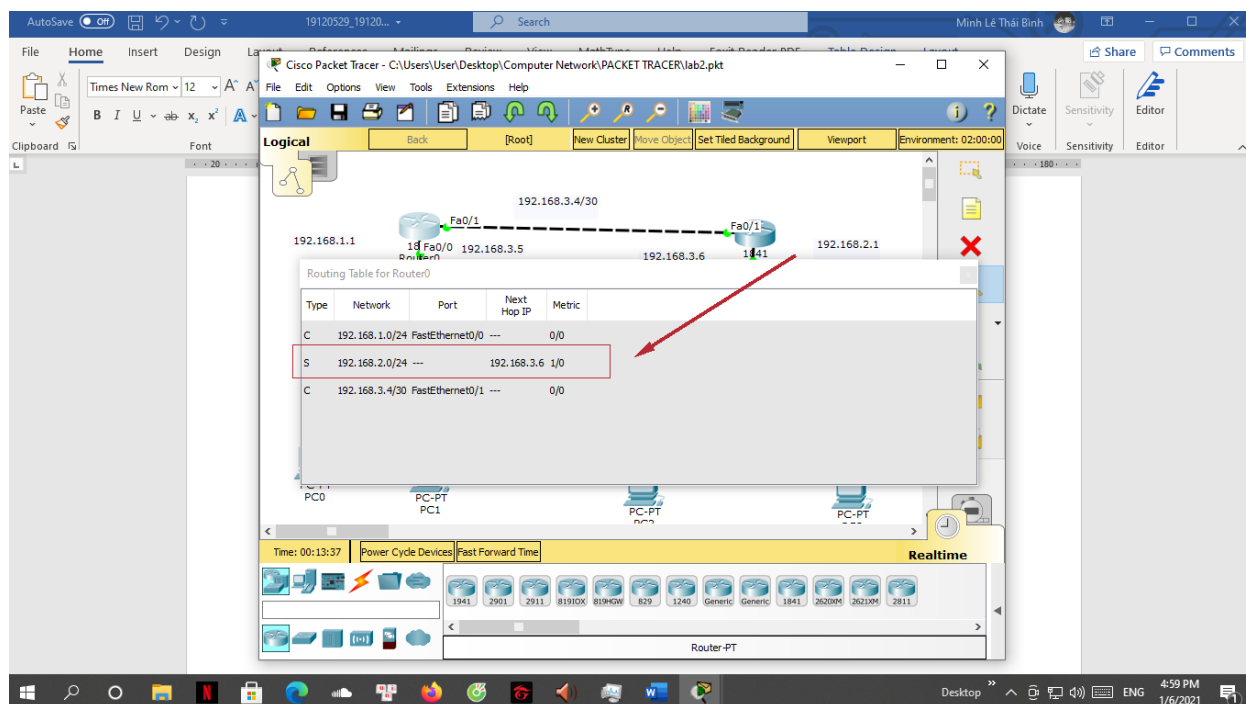 AutoSave Off 19120529_19120... Search Minh Lê Thái Bình
File Home Insert Design
Share Comments
Cisco Packet Tracer - C:\Users\User\Desktop\Computer Network\PACKET TRACER\lab2.pkt
File Edit Options View Tools Extensions Help
Paste Times New Rom 12
B I U ab x₂ x² A
Clipboard Font
Dictate Sensitivity Editor
Voice Sensitivity Editor
Logical Back [Root] New Cluster Move Object Set Tiled Background Viewport Environment: 02:00:00
20 180
192.168.3.4/30
Fa0/1 Fa0/1
192.168.1.1 Fa0/0 192.168.3.5 192.168.3.6 1841 192.168.2.1
Router0
Routing Table for Router0
Type Network Port Next Hop IP Metric
C 192.168.1.0/24 FastEthernet0/0 --- 0/0
S 192.168.2.0/24 --- 192.168.3.6 1/0
C 192.168.3.4/30 FastEthernet0/1 --- 0/0
PC0 PC-PT PC-PT PC-PT
PC1
Time: 00:13:37 Power Cycle Devices Fast Forward Time Realtime
1941 2901 2911 819IOX 819HGW 829 1240 Generic Generic 1841 2620XM 2621XM 2811
Router-PT
Desktop ENG 4:59 PM
1/6/2021